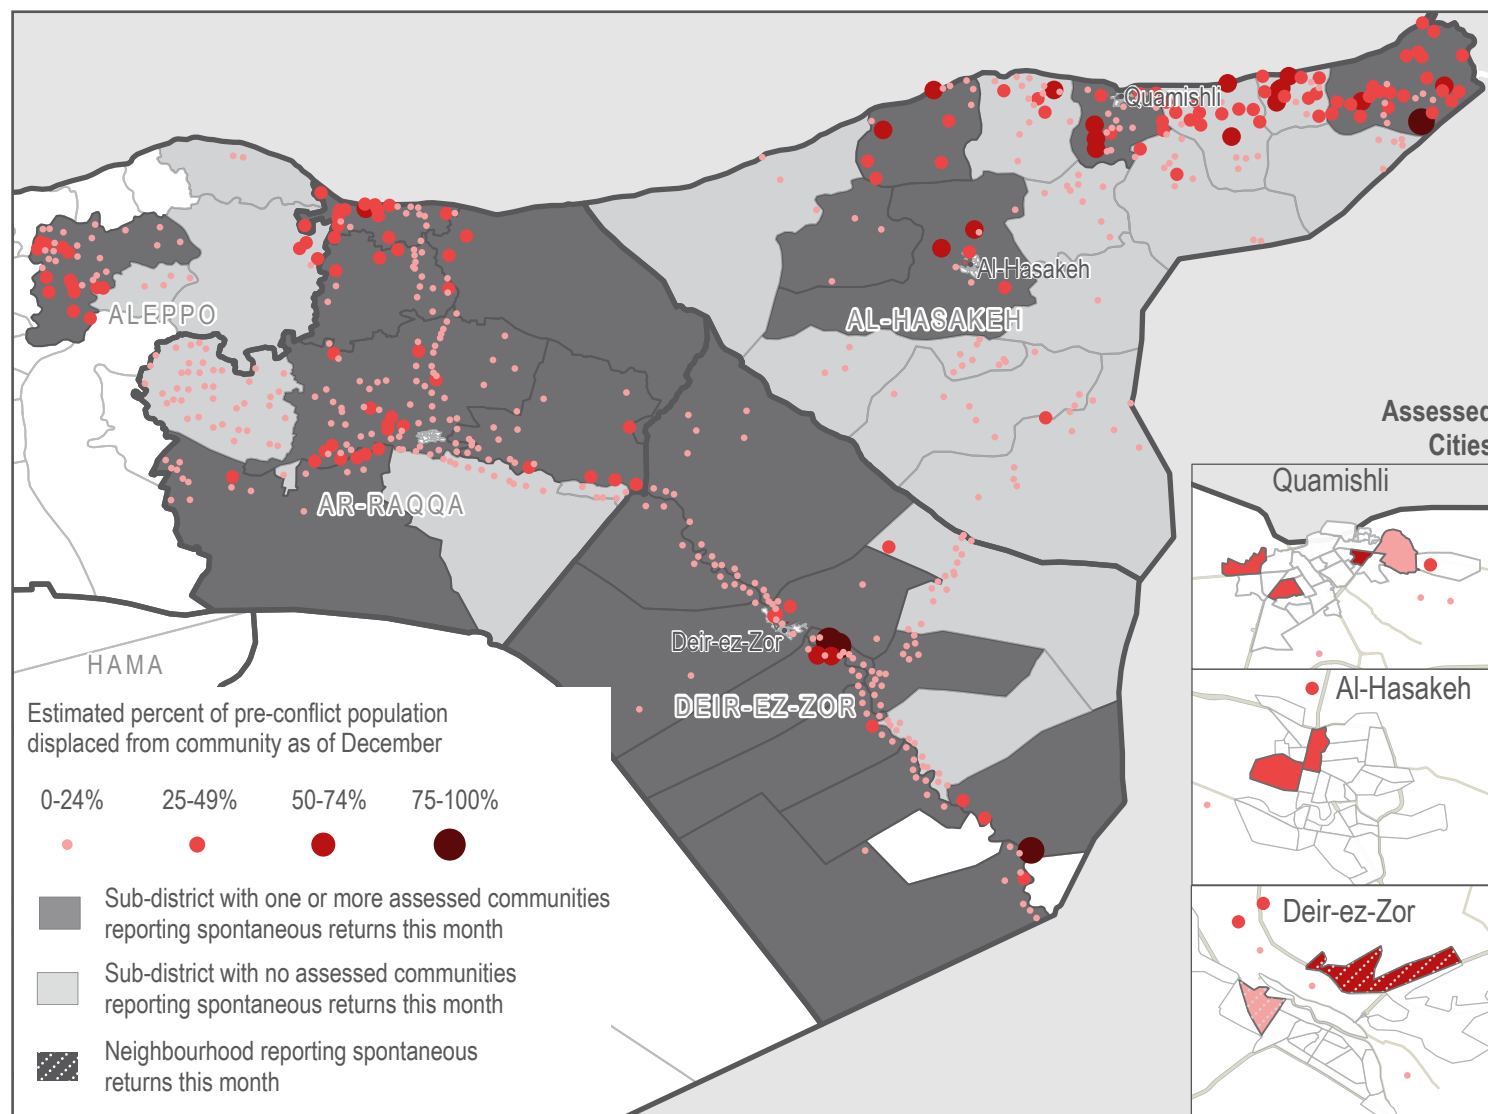 Quamishli
Al-Hasakeh
ALEPPO
AL-HASAKEH
Assessed
Cities
Quamishli
AR-RAQQA
Deir-ez-Zor
HAMA
DEIR-EZ-ZOR
Al-Hasakeh
Estimated percent of pre-conflict population
displaced from community as of December
0-24% 25-49% 50-74% 75-100%
Sub-district with one or more assessed communities
reporting spontaneous returns this month
Deir-ez-Zor
Sub-district with no assessed communities
reporting spontaneous returns this month
Neighbourhood reporting spontaneous
returns this month